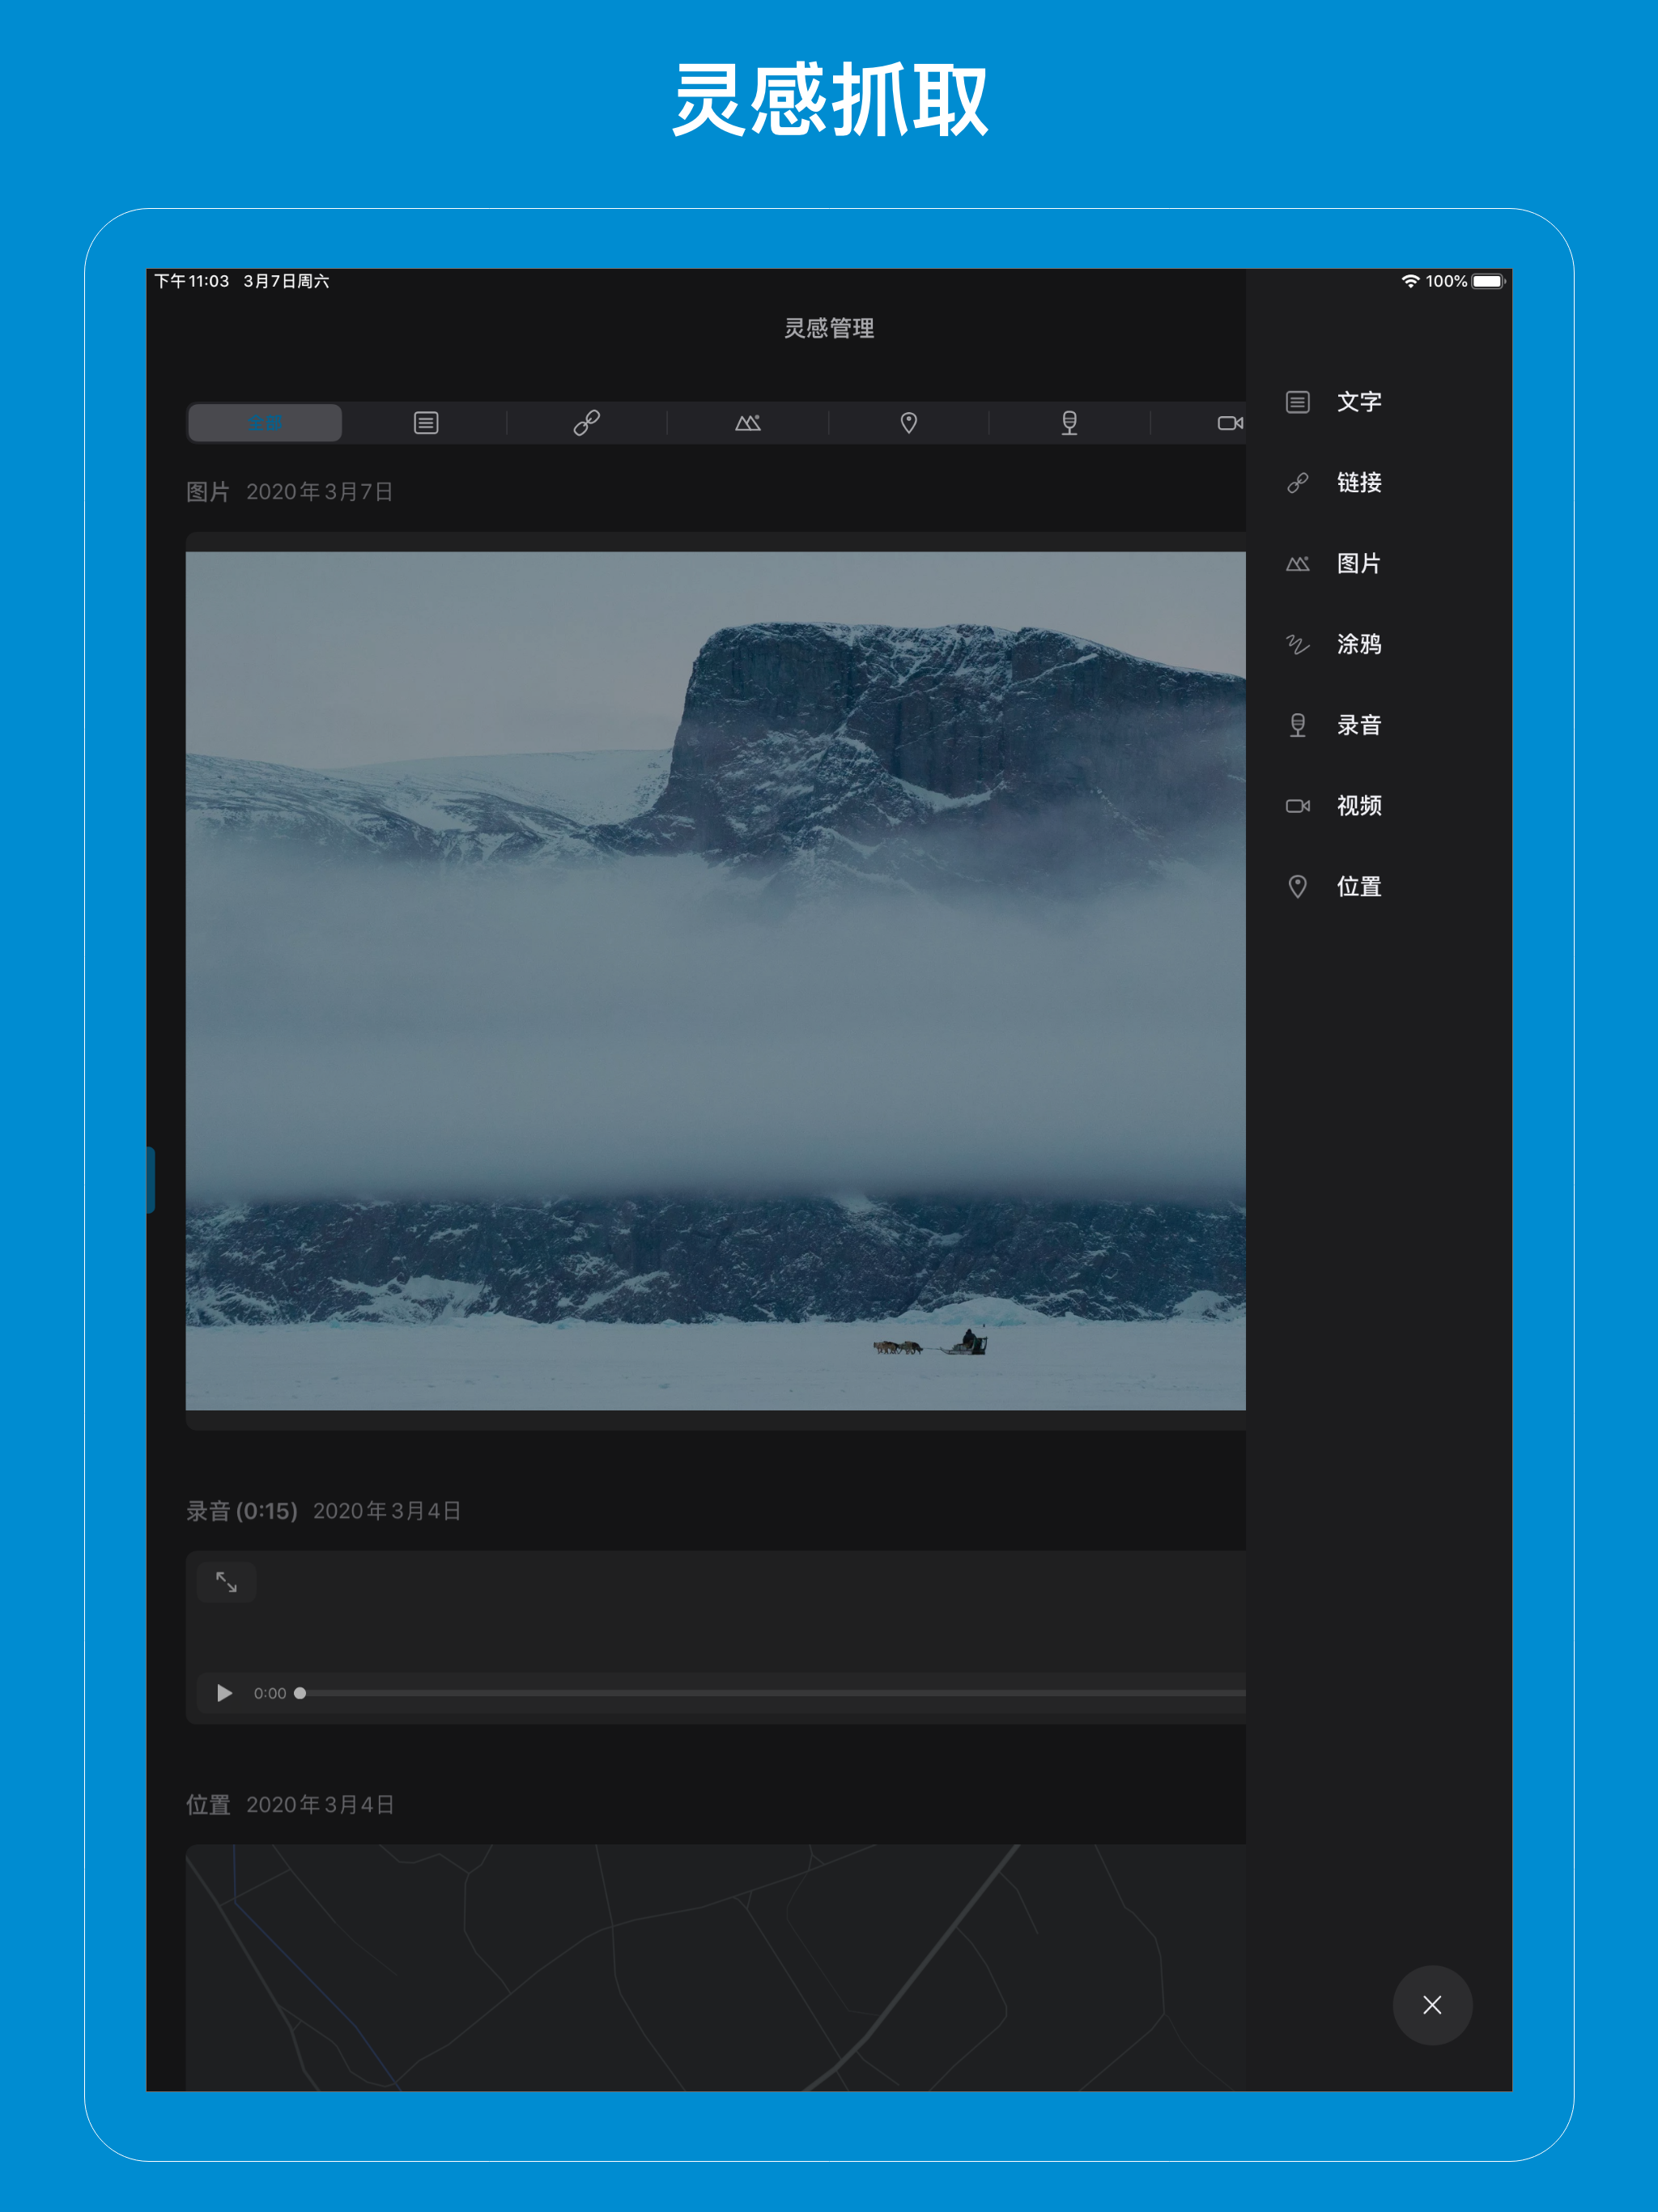 灵感抓取
下午11:03 3月7日周六
100%
灵感管理
全部
图片 2020年3月7日
录音 (0:15) 2020年3月4日
0:00
位置 2020年3月4日
文字
链接
图片
涂鸦
录音
视频
位置